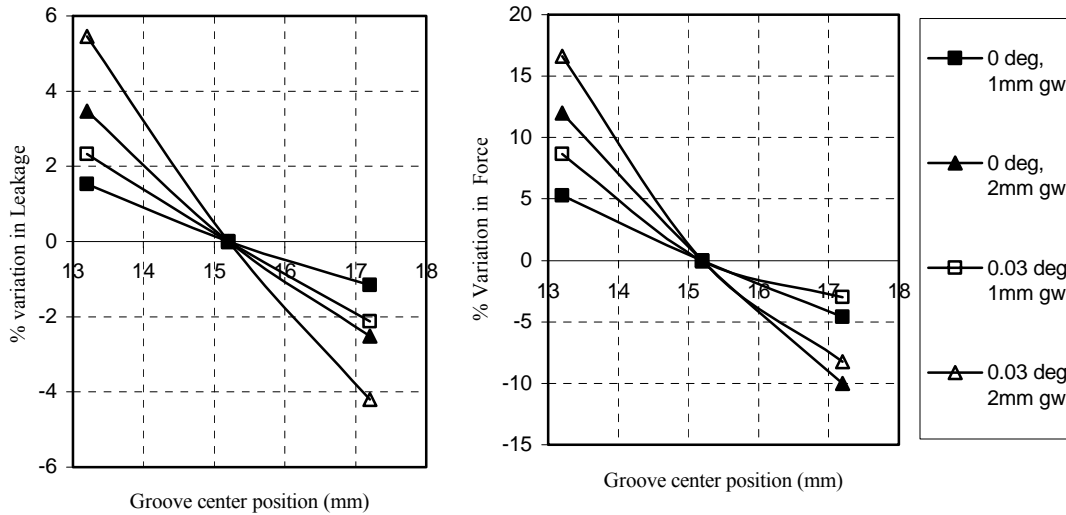 6
4
2
0
-2
-4
-6
13 14 15 16 17 18
% variation in Leakage
Groove center position (mm)
20
15
10
5
0
-5
-10
-15
13 14 15 16 17 18
% Variation in Force
Groove center position (mm)
0 deg,
1mm gw
0 deg,
2mm gw
0.03 deg
1mm gw
0.03 deg
2mm gw